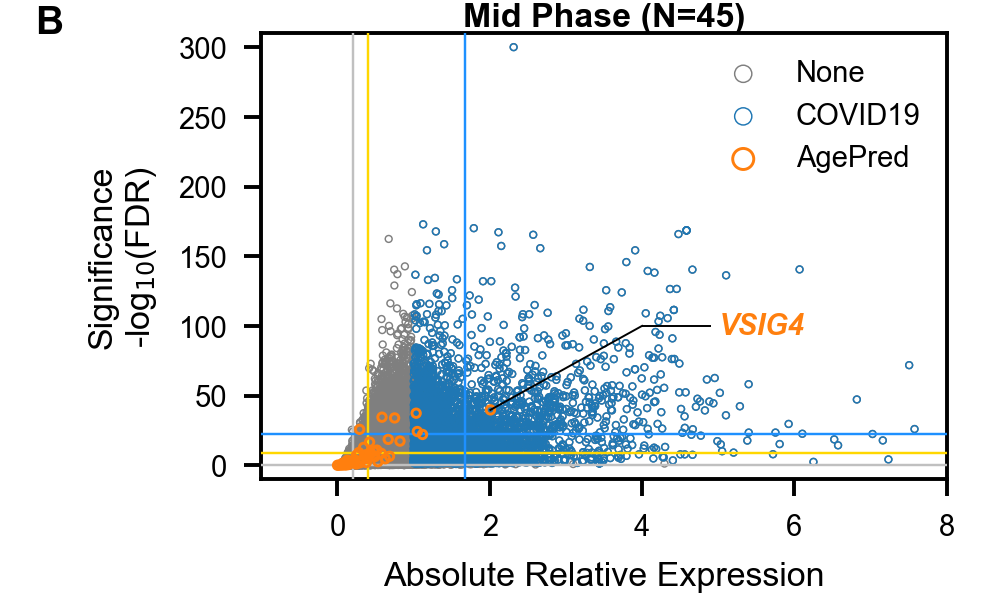 B
Mid Phase (N=45)
300
250
200
150
100
50
0
Significance
-log10(FDR)
None
COVID19
AgePred
VSIG4
0
2
4
6
8
Absolute Relative Expression